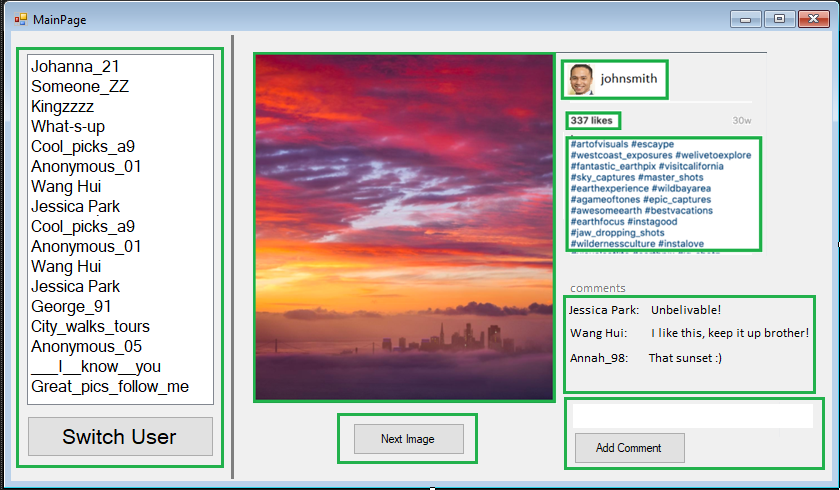 MainPage
Johanna_21
Someone_ZZ
Kingzzzz
What-s-up
Cool_picks_a9
Anonymous_01
Wang Hui
Jessica Park
Cool_picks_a9
Anonymous_01
Wang Hui
Jessica Park
George_91
City_walks_tours
Anonymous_05
___I__know__you
Great_pics_follow_me
Switch User
Next Image
johnsmith
337 likes 30w
#artofvisuals #escaype
#westcoast_exposures #welivetoexplore
#fantastic_earthpix #visitcalifornia
#sky_captures #master_shots
#earthexperience #wildbayarea
#agameoftones #epic_captures
#awesomeearth #bestvacations
#earthfocus #instagood
#jaw_dropping_shots
#wildernessculture #instalove
comments
Jessica Park: Unbelivable!
Wang Hui: I like this, keep it up brother!
Annah_98: That sunset :)
Add Comment